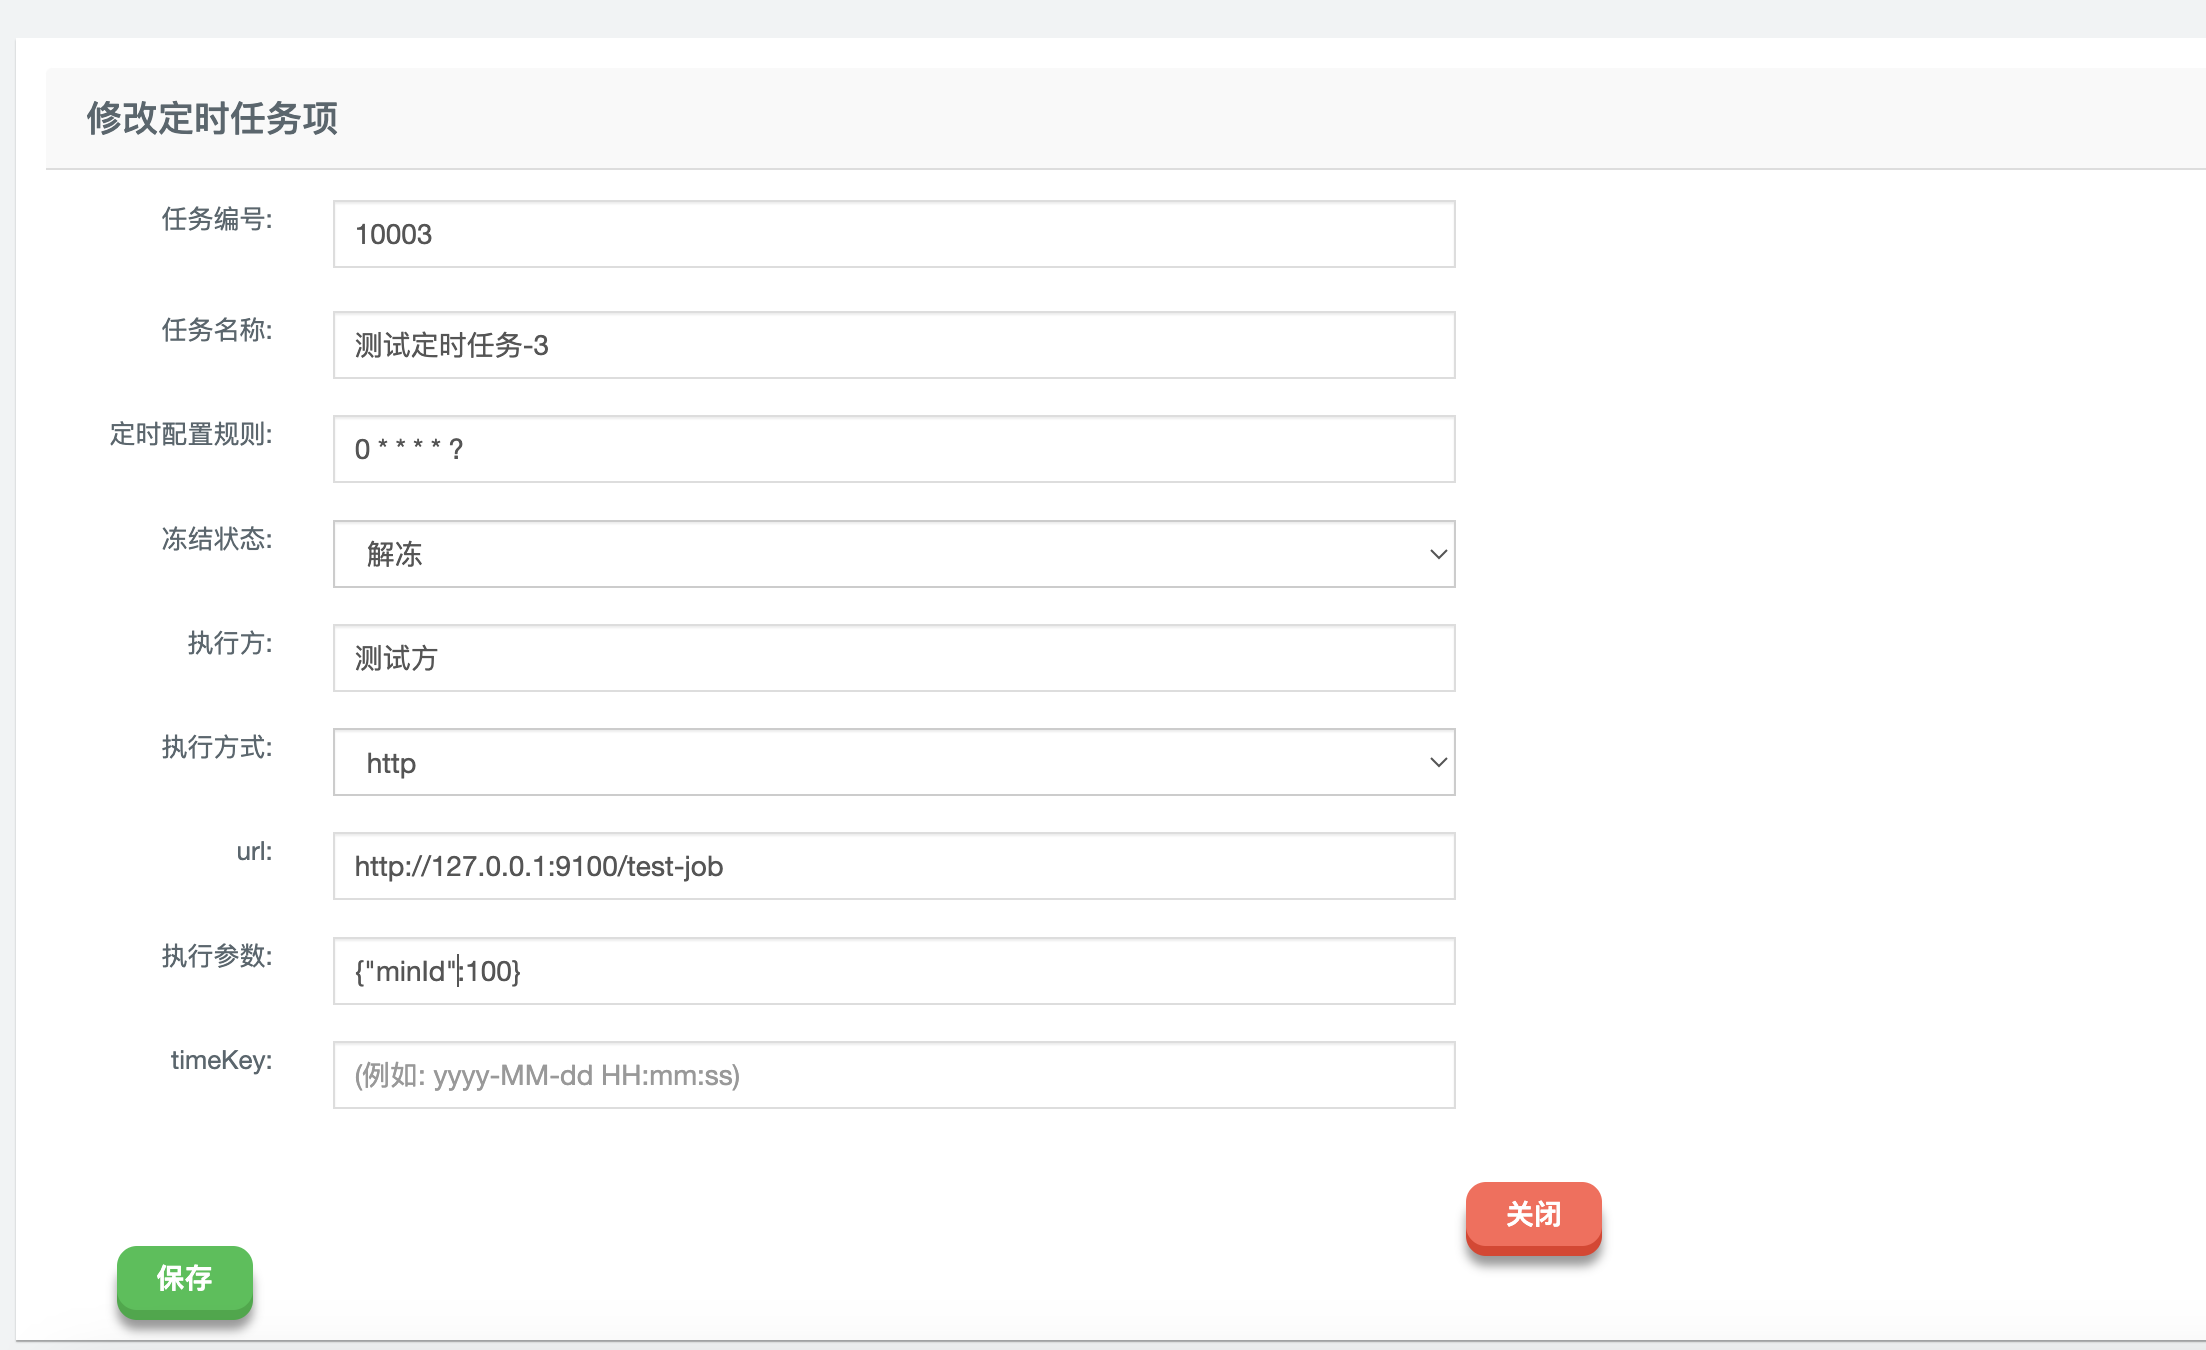 修改定时任务项
任务编号: 10003
任务名称: 测试定时任务-3
定时配置规则: 0 * * * * ?
冻结状态: 解冻
执行方: 测试方
执行方式: http
url: http://127.0.0.1:9100/test-job
执行参数: {"minId":100}
timeKey: (例如: yyyy-MM-dd HH:mm:ss)
关闭
保存